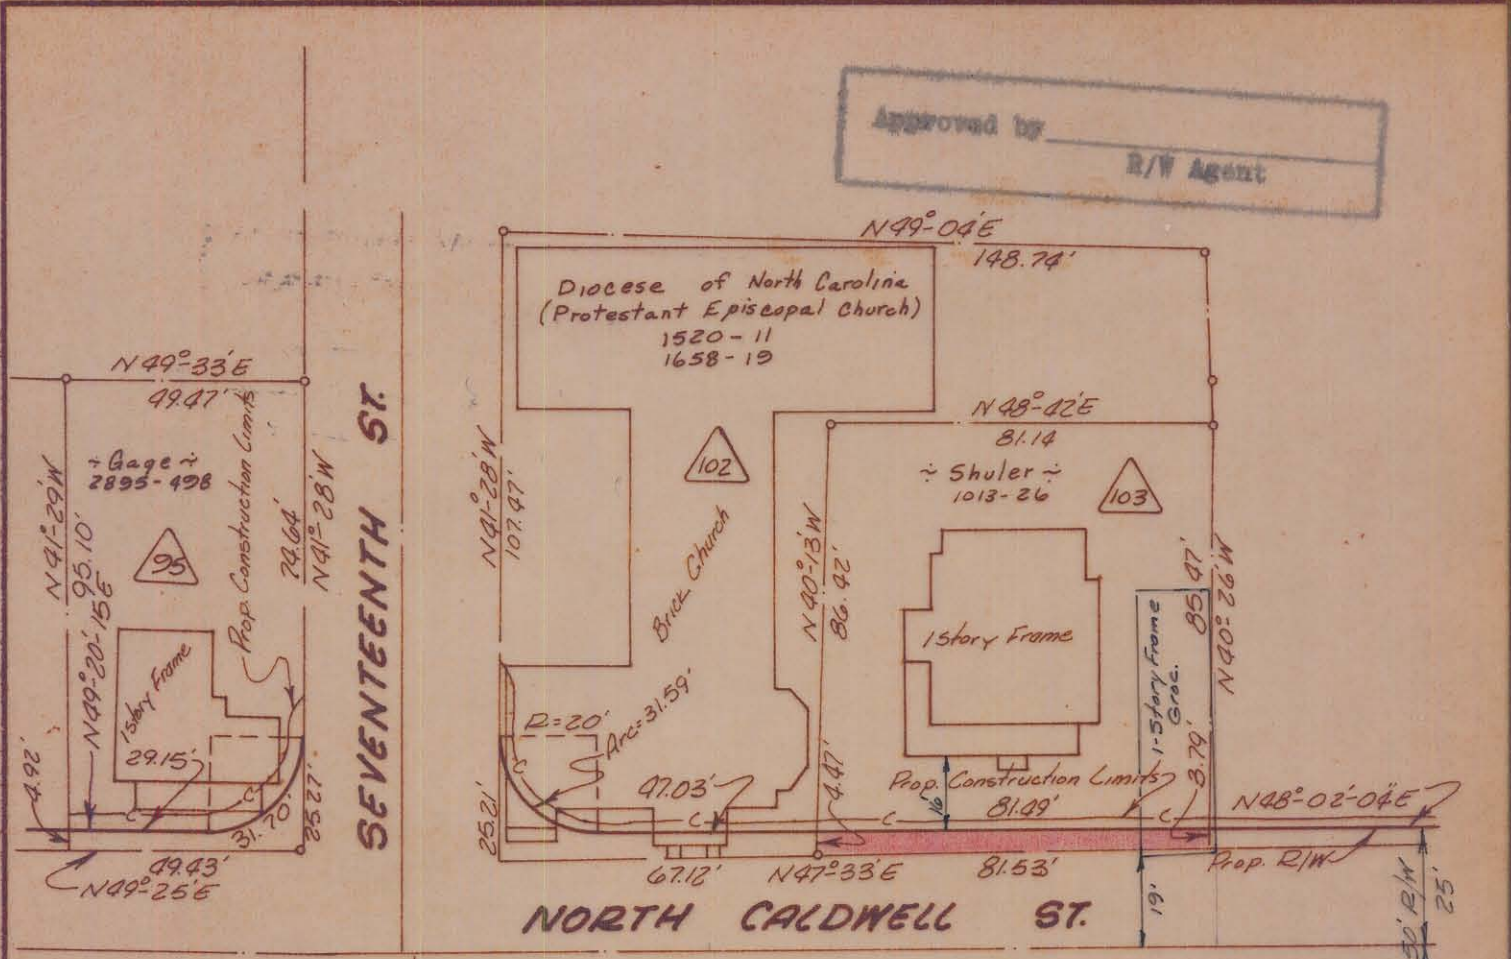 Approved by
R/W Agent
N49°-04'E
148.74'
Diocese of North Carolina
(Protestant Episcopal Church)
1520-11
1658-19
N49°-33'E
49.47'
÷ Gage ÷
2895-498
95
N41°-29'W
95.10'
N49°-20'-15"E
Prop. Construction Limits
74.64'
N41°-28'W
1 Story Frame
29.15'
4.92'
C
C
31.70'
25.27'
49.43'
N49°-25'E
SEVENTEENTH ST.
N41°-28'W
107.47'
102
Brick Church
R=20'
Arc=31.59'
C
47.03'
C
25.21'
67.12'
N48°-42'E
81.14
÷ Shuler ÷
1013-26
103
N40°-13'W
86.42'
4.47'
1 Story Frame
1-Story Frame
Groc.
85.47'
N40°-26'W
3.79'
Prop. Construction Limits
16'
81.49'
C
C
N48°-02'-04"E
N47°-33'E
81.53'
Prop. R/W
19'
50' R/W
25'
NORTH CALDWELL ST.